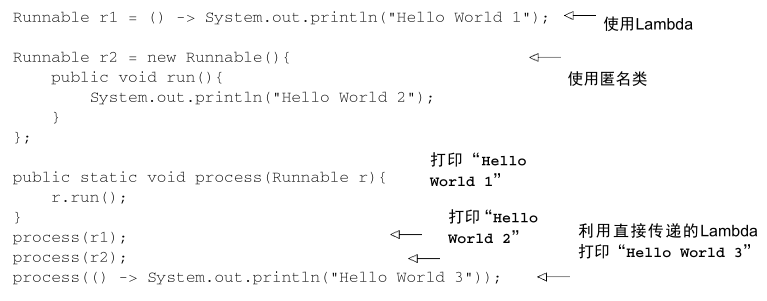 Runnable r1 = () -> System.out.println("Hello World 1");
使用Lambda
Runnable r2 = new Runnable(){
使用匿名类
public void run(){
System.out.println("Hello World 2");
}
};
public static void process(Runnable r){
r.run();
}
打印“Hello
World 1”
process(r1);
打印“Hello
World 2”
process(r2);
process(() -> System.out.println("Hello World 3"));
利用直接传递的Lambda
打印“Hello World 3”